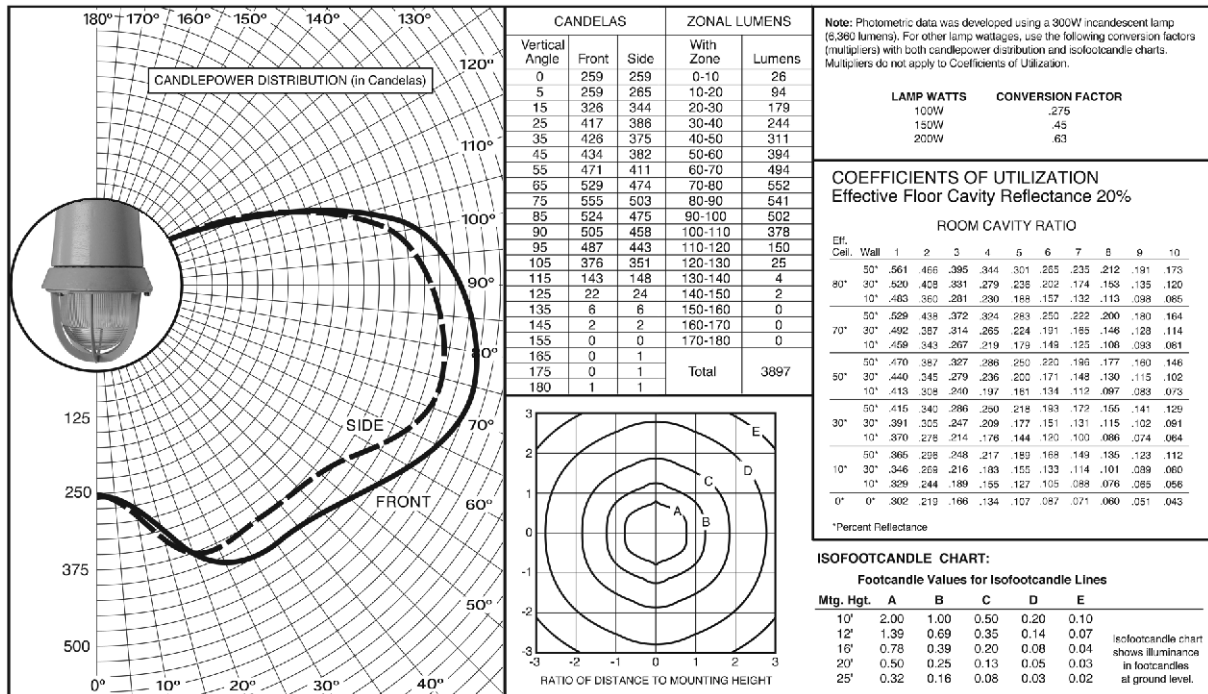 180° 170° 160° 150° 140° 130°
120°
CANDLEPOWER DISTRIBUTION (in Candelas)
110°
100°
90°
80°
125
SIDE
70°
250
FRONT
60°
375
50°
500
0° 10° 20° 30° 40°
CANDELAS ZONAL LUMENS
Vertical Angle Front Side With Zone Lumens
0 259 259 0-10 26
5 259 265 10-20 94
15 326 344 20-30 179
25 417 386 30-40 244
35 426 375 40-50 311
45 434 382 50-60 394
55 471 411 60-70 494
65 529 474 70-80 552
75 555 503 80-90 541
85 524 475 90-100 502
90 505 458 100-110 378
95 487 443 110-120 150
105 376 351 120-130 25
115 143 148 130-140 4
125 22 24 140-150 2
135 6 6 150-160 0
145 2 2 160-170 0
155 0 0 170-180 0
165 0 1
175 0 1 Total 3897
180 1 1
3
E
2
D
C
1
A
B
0
-1
-2
-3
-3 -2 -1 0 1 2 3
RATIO OF DISTANCE TO MOUNTING HEIGHT
Note: Photometric data was developed using a 300W incandescent lamp
(6,360 lumens). For other lamp wattages, use the following conversion factors
(multipliers) with both candlepower distribution and isofootcandle charts.
Multipliers do not apply to Coefficients of Utilization.
LAMP WATTS CONVERSION FACTOR
100W .275
150W .45
200W .63
COEFFICIENTS OF UTILIZATION
Effective Floor Cavity Reflectance 20%
ROOM CAVITY RATIO
Eff.
Ceil. Wall 1 2 3 4 5 6 7 8 9 10
50* .561 .466 .395 .344 .301 .265 .235 .212 .191 .173
80* 30* .520 .408 .331 .279 .236 .202 .174 .153 .135 .120
10* .483 .360 .281 .230 .188 .157 .132 .113 .098 .085
50* .529 .438 .372 .324 .283 .250 .222 .200 .180 .164
70* 30* .492 .387 .314 .265 .224 .191 .165 .146 .128 .114
10* .459 .343 .267 .219 .179 .149 .125 .108 .093 .081
50* .470 .387 .327 .286 .250 .220 .196 .177 .160 .146
50* 30* .440 .345 .279 .236 .200 .171 .148 .130 .115 .102
10* .413 .308 .240 .197 .161 .134 .112 .097 .083 .073
50* .415 .340 .286 .250 .218 .193 .172 .155 .141 .129
30* 30* .391 .305 .247 .209 .177 .151 .131 .115 .102 .091
10* .370 .276 .214 .176 .144 .120 .100 .086 .074 .064
50* .365 .296 .248 .217 .189 .168 .149 .135 .123 .112
10* 30* .346 .269 .216 .183 .155 .133 .114 .101 .089 .080
10* .329 .244 .189 .155 .127 .105 .088 .076 .065 .056
0* 0* .302 .219 .166 .134 .107 .087 .071 .060 .051 .043
*Percent Reflectance
ISOFOOTCANDLE CHART:
Footcandle Values for Isofootcandle Lines
Mtg. Hgt. A B C D E
10' 2.00 1.00 0.50 0.20 0.10
12' 1.39 0.69 0.35 0.14 0.07
16' 0.78 0.39 0.20 0.08 0.04
20' 0.50 0.25 0.13 0.05 0.03
25' 0.32 0.16 0.08 0.03 0.02
Isofootcandle chart
shows illuminance
in footcandles
at ground level.